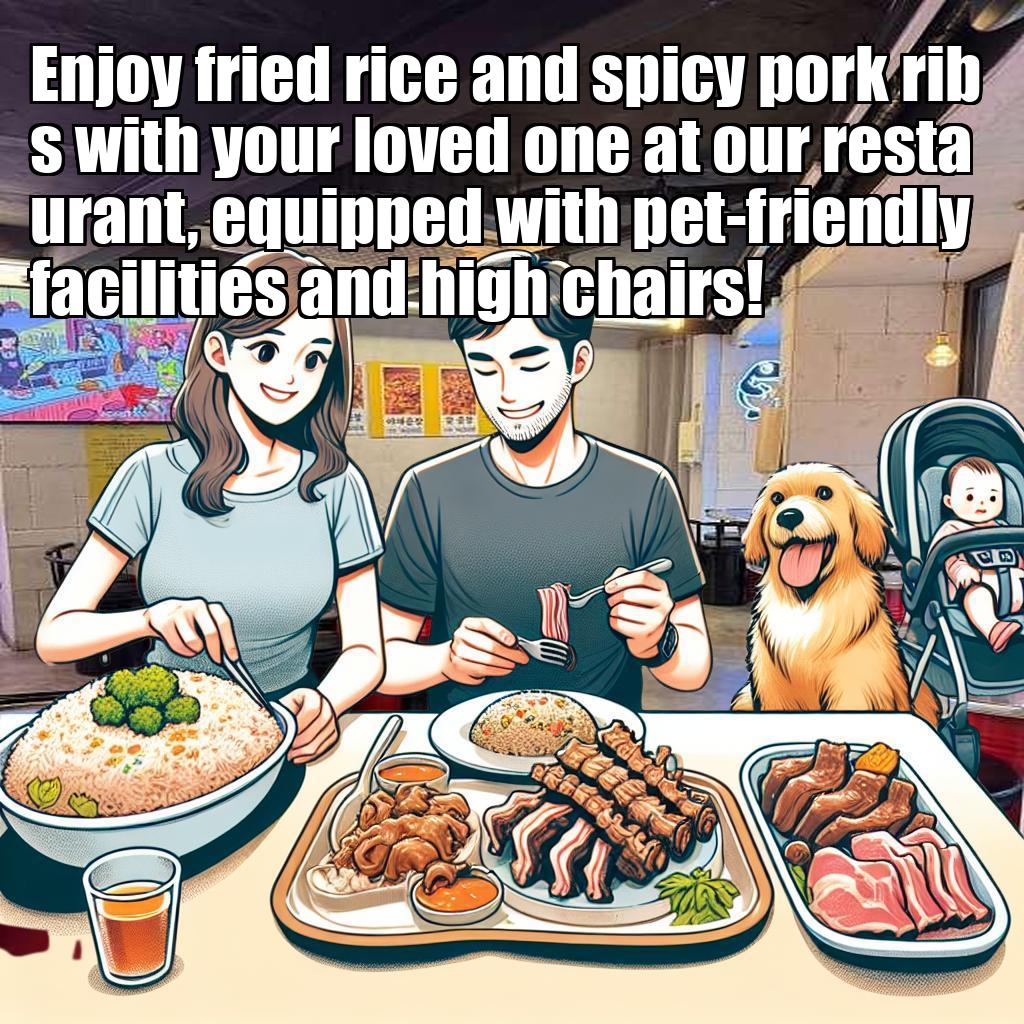 Enjoy fried rice and spicy pork rib
s with your loved one at our resta
urant, equipped with pet-friendly
facilities and high chairs!